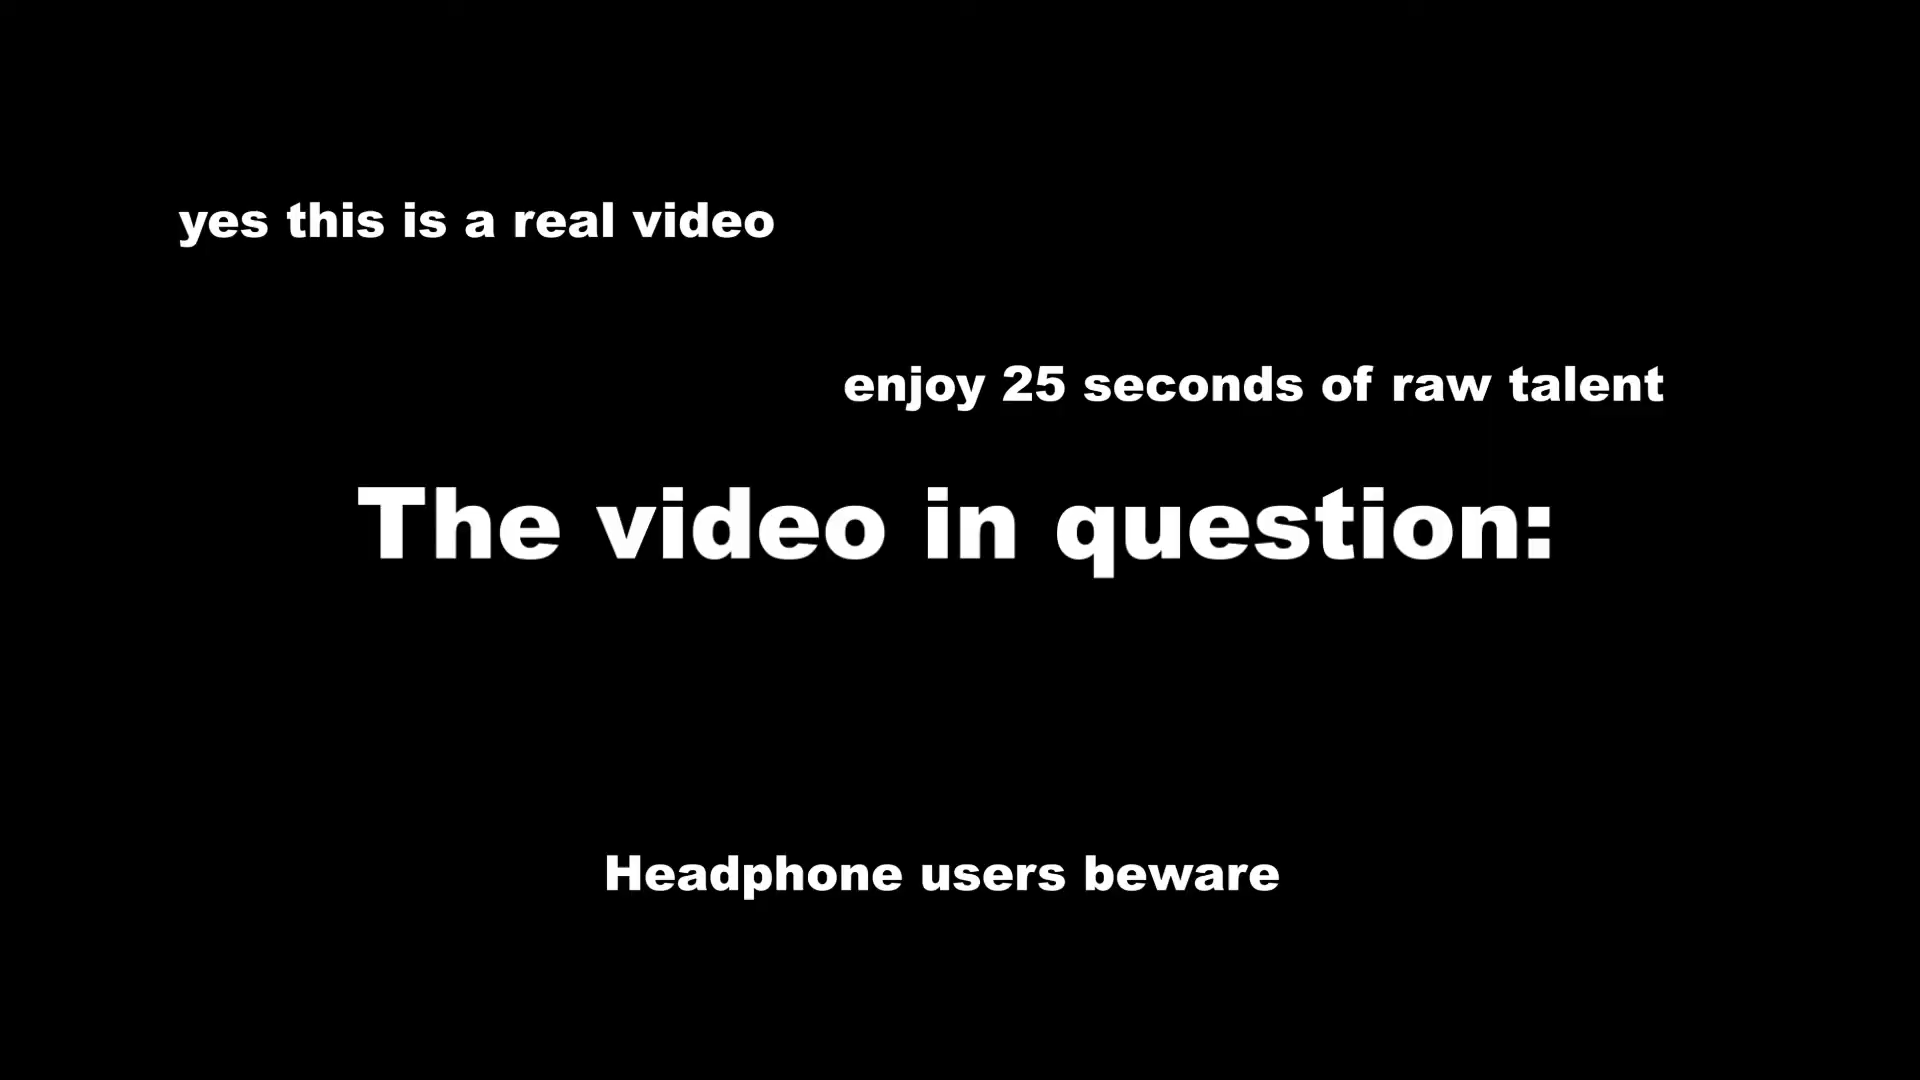 yes this is a real video
enjoy 25 seconds of raw talent
The video in question:
Headphone users beware